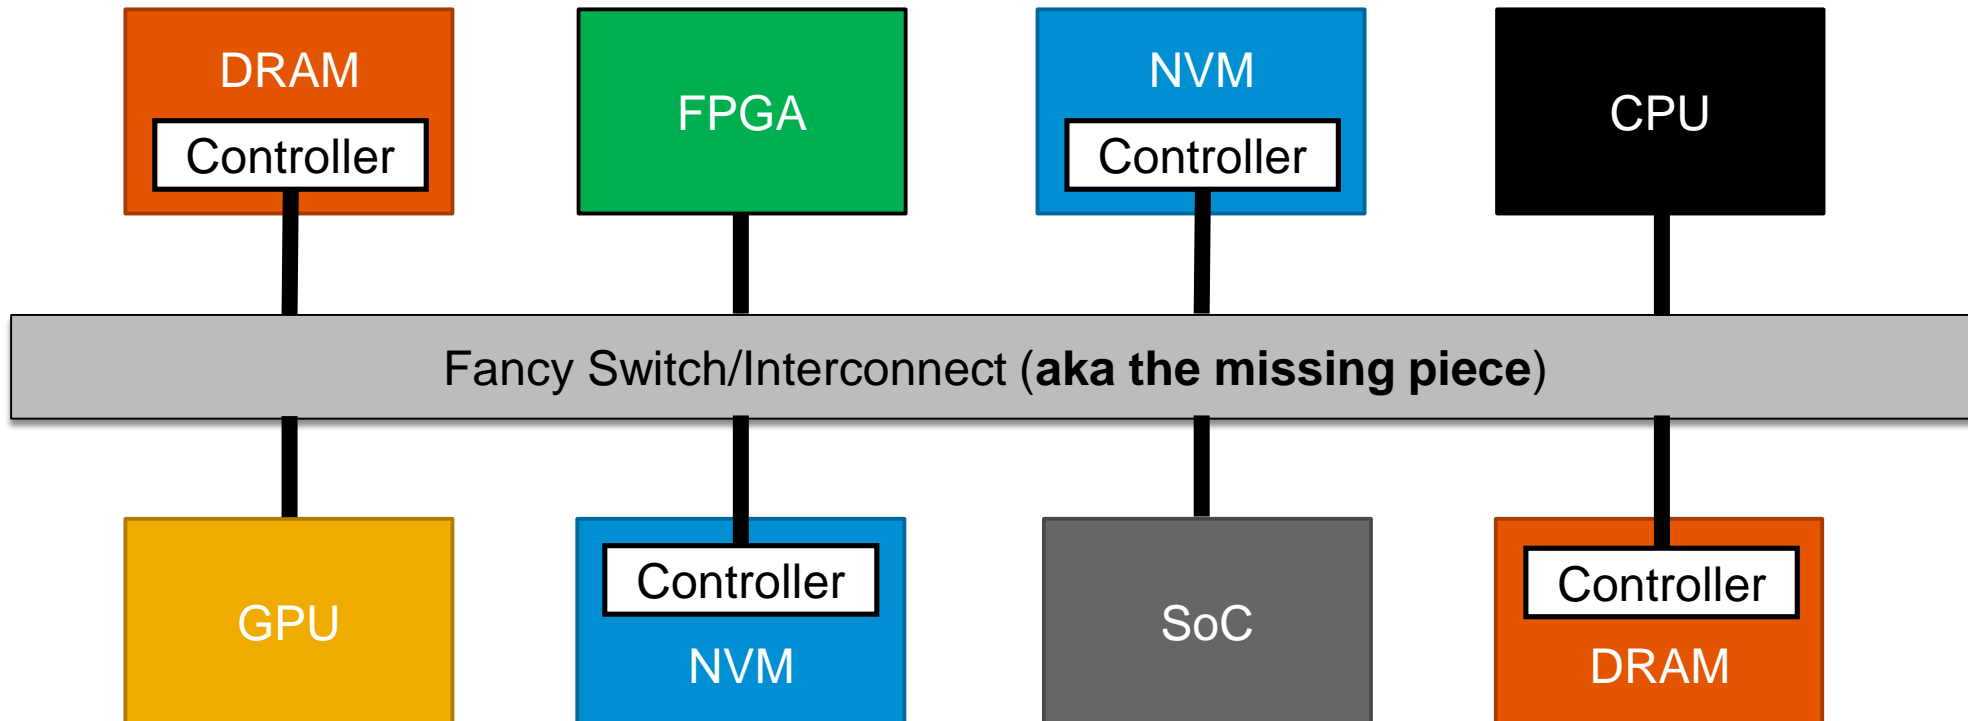 DRAM
Controller
FPGA
NVM
Controller
CPU
Fancy Switch/Interconnect (aka the missing piece)
GPU
Controller
NVM
SoC
Controller
DRAM